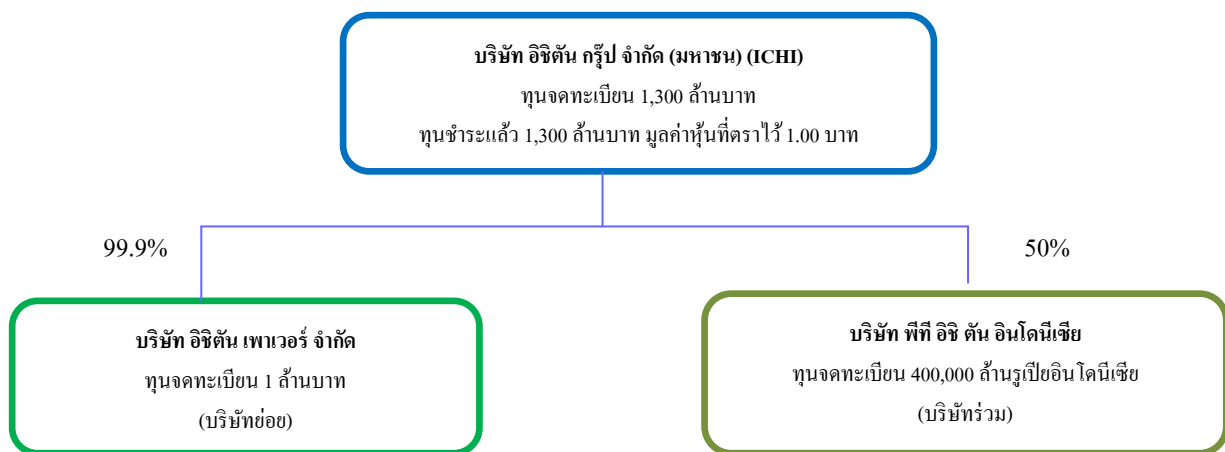 บริษัท อิชิตัน กรุ๊ป จำกัด (มหาชน) (ICHI)
ทุนจดทะเบียน 1,300 ล้านบาท
ทุนชำระแล้ว 1,300 ล้านบาท มูลค่าหุ้นที่ตราไว้ 1.00 บาท
99.9%
50%
บริษัท อิชิตัน เพาเวอร์ จำกัด
ทุนจดทะเบียน 1 ล้านบาท
(บริษัทย่อย)
บริษัท พีที อิชิ ตัน อินโดนีเซีย
ทุนจดทะเบียน 400,000 ล้านรูเปียอินโดนีเซีย
(บริษัทร่วม)